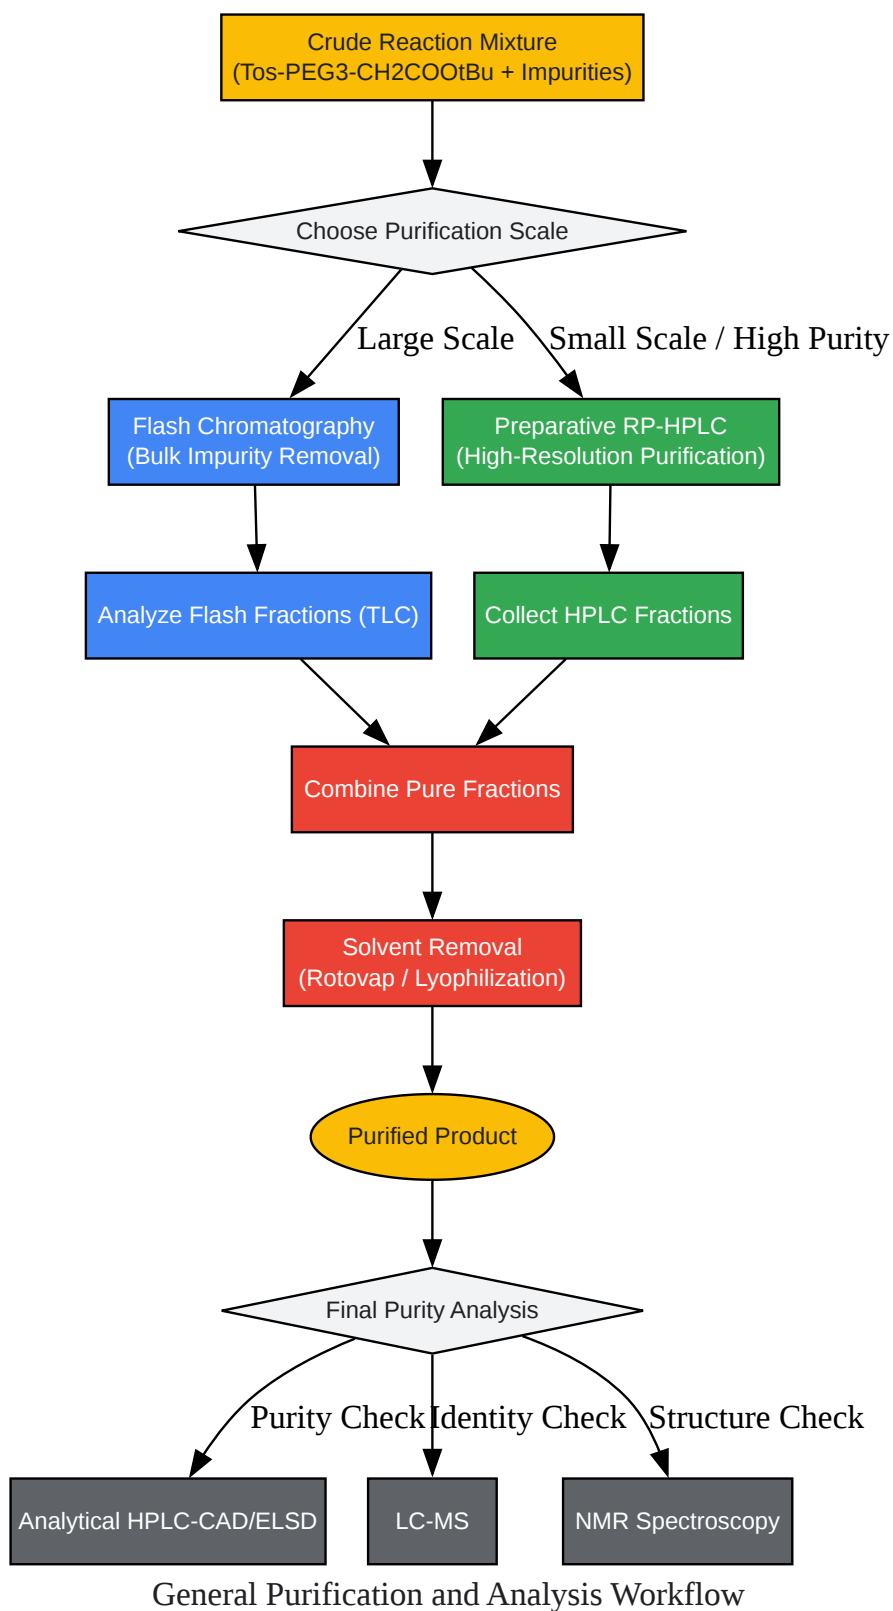 Crude Reaction Mixture
(Tos-PEG3-CH2COOtBu + Impurities)
Choose Purification Scale
Large Scale
Small Scale / High Purity
Flash Chromatography
(Bulk Impurity Removal)
Preparative RP-HPLC
(High-Resolution Purification)
Analyze Flash Fractions (TLC)
Collect HPLC Fractions
Combine Pure Fractions
Solvent Removal
(Rotovap / Lyophilization)
Purified Product
Final Purity Analysis
Purity Check
Identity Check
Structure Check
Analytical HPLC-CAD/ELSD
LC-MS
NMR Spectroscopy
General Purification and Analysis Workflow